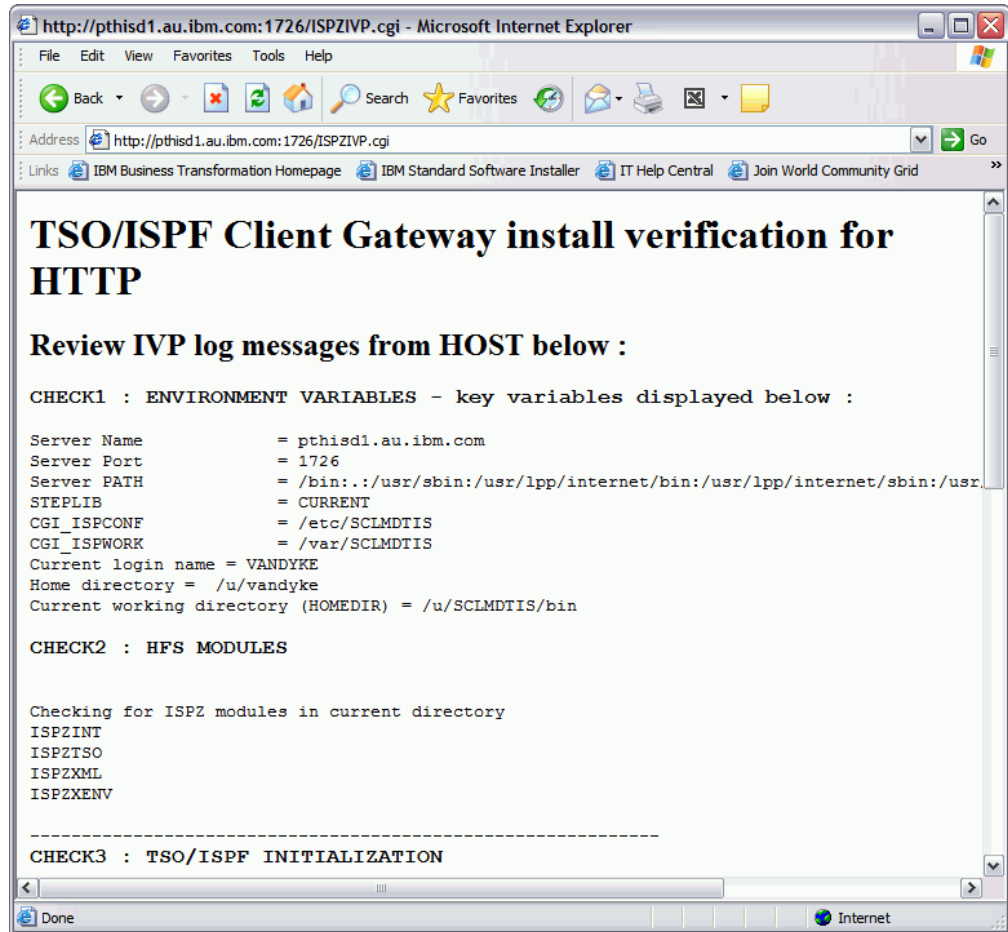 http://pthisd1.au.ibm.com:1726/ISPZIVP.cgi - Microsoft Internet Explorer
File Edit View Favorites Tools Help
Back Search Favorites
Address http://pthisd1.au.ibm.com:1726/ISPZIVP.cgi Go
Links IBM Business Transformation Homepage IBM Standard Software Installer IT Help Central Join World Community Grid »
TSO/ISPF Client Gateway install verification for
HTTP
Review IVP log messages from HOST below :
CHECK1 : ENVIRONMENT VARIABLES - key variables displayed below :
Server Name = pthisd1.au.ibm.com
Server Port = 1726
Server PATH = /bin:.:/usr/sbin:/usr/lpp/internet/bin:/usr/lpp/internet/sbin:/usr
STEPLIB = CURRENT
CGI_ISPCONF = /etc/SCLMDTIS
CGI_ISPWORK = /var/SCLMDTIS
Current login name = VANDYKE
Home directory = /u/vandyke
Current working directory (HOMEDIR) = /u/SCLMDTIS/bin
CHECK2 : HFS MODULES
Checking for ISPZ modules in current directory
ISPZINT
ISPZTSO
ISPZXML
ISPZXENV
-------------------------------------------------------------
CHECK3 : TSO/ISPF INITIALIZATION
Done Internet